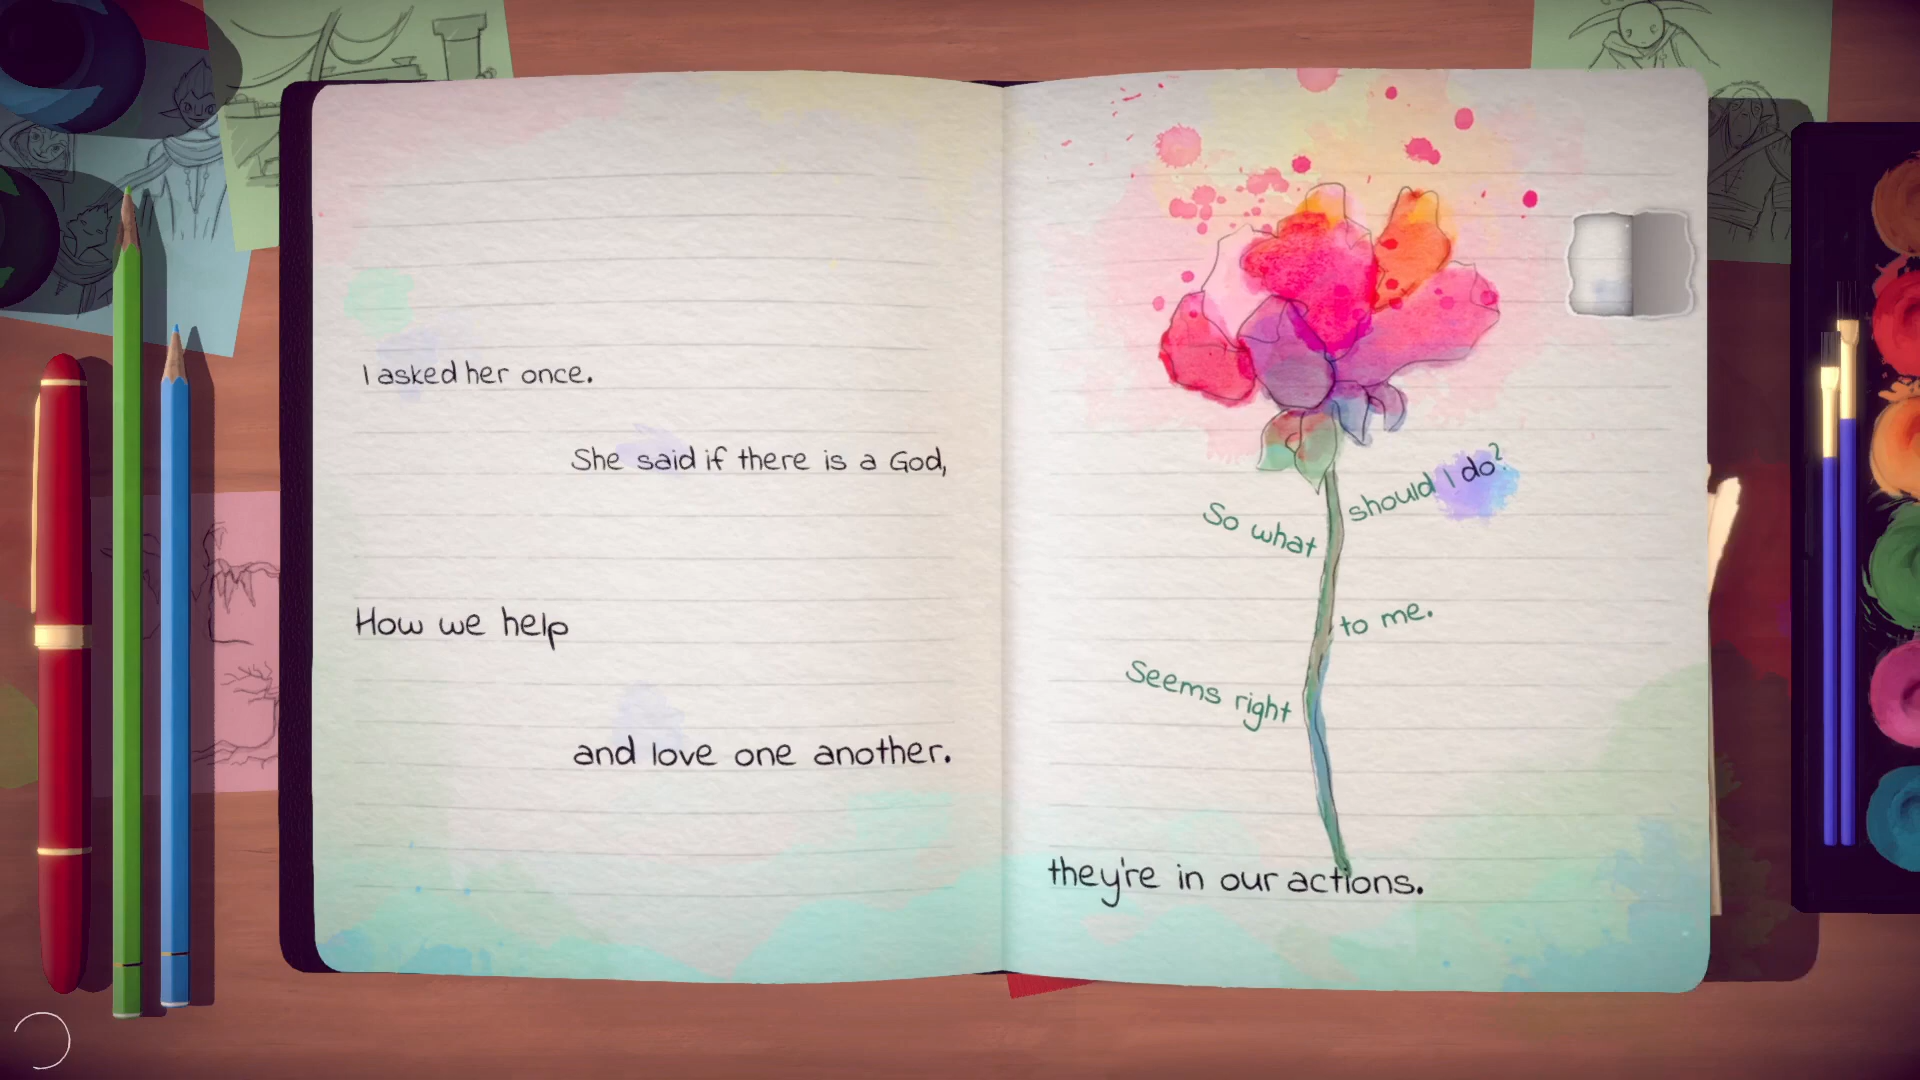 I asked her once.
She said if there is a God,
How we help
and love one another.
So what
should I do?
to me.
Seems right
they're in our actions.